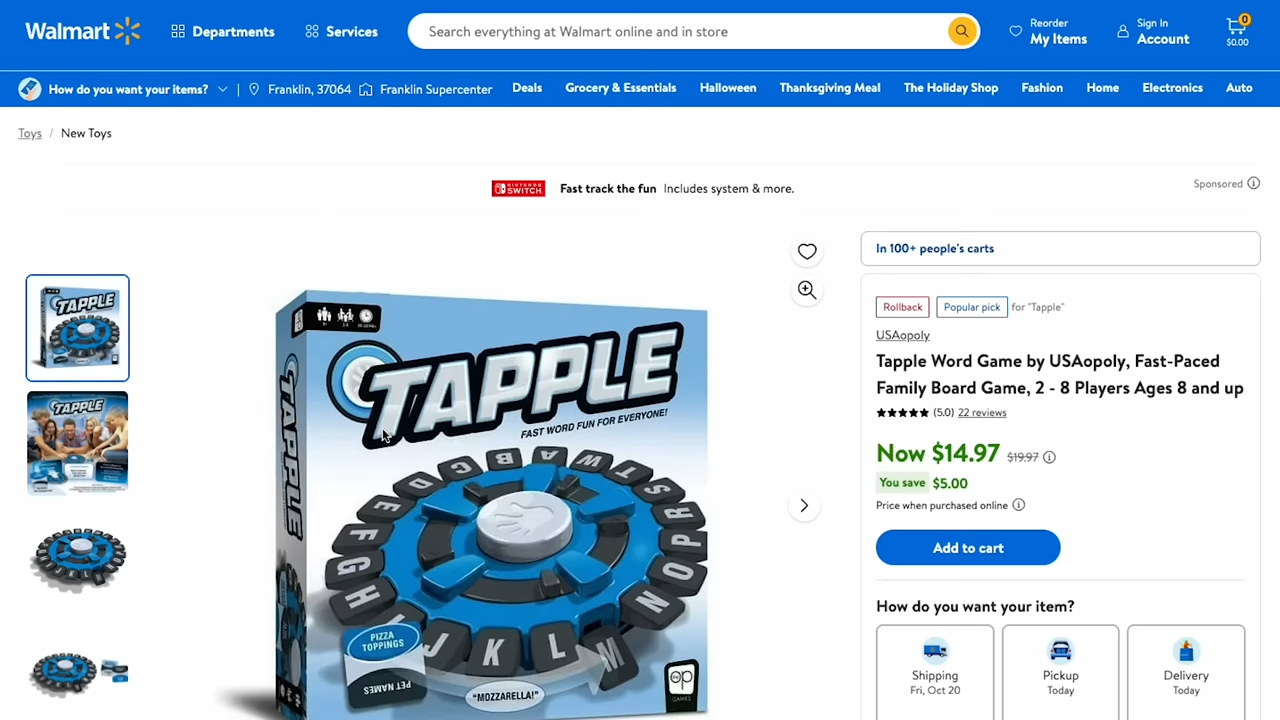 Walmart
Departments
Services
Search everything at Walmart online and in store
Reorder
My Items
Sign In
Account
0
$0.00
How do you want your items?
Franklin, 37064
Franklin Supercenter
Deals
Grocery & Essentials
Halloween
Thanksgiving Meal
The Holiday Shop
Fashion
Home
Electronics
Auto
Toys / New Toys
NINTENDO SWITCH
Fast track the fun Includes system & more.
Sponsored
In 100+ people's carts
Rollback
Popular pick
for "Tapple"
USAopoly
Tapple Word Game by USAopoly, Fast-Paced
Family Board Game, 2 - 8 Players Ages 8 and up
(5.0) 22 reviews
Now $14.97 $19.97
You save $5.00
Price when purchased online
Add to cart
How do you want your item?
Shipping
Fri, Oct 20
Pickup
Today
Delivery
Today
TAPPLE
TAPPLE
TAPPLE
FAST WORD FUN FOR EVERYONE!
TAPPLE
A B C D E F G H I J K L M N O P R S T W
PIZZA
TOPPINGS
PET NAMES
"MOZZARELLA!"
op
GAMES